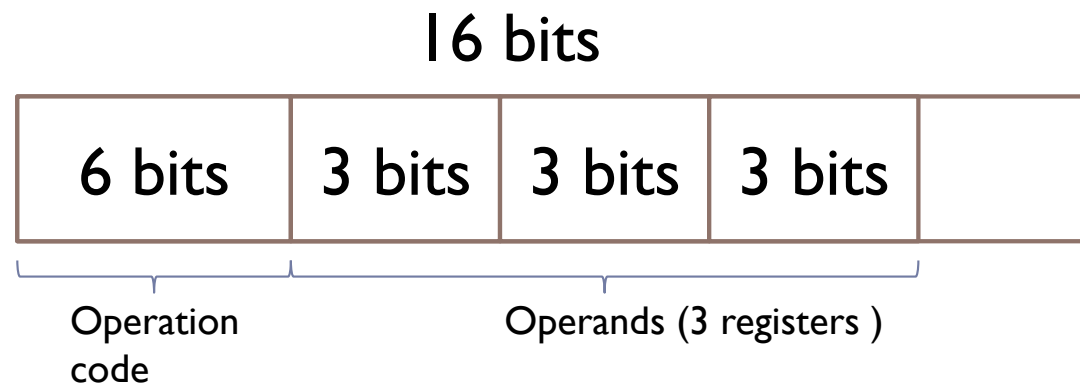 16 bits
6 bits 3 bits 3 bits 3 bits
Operation Operands (3 registers )
code